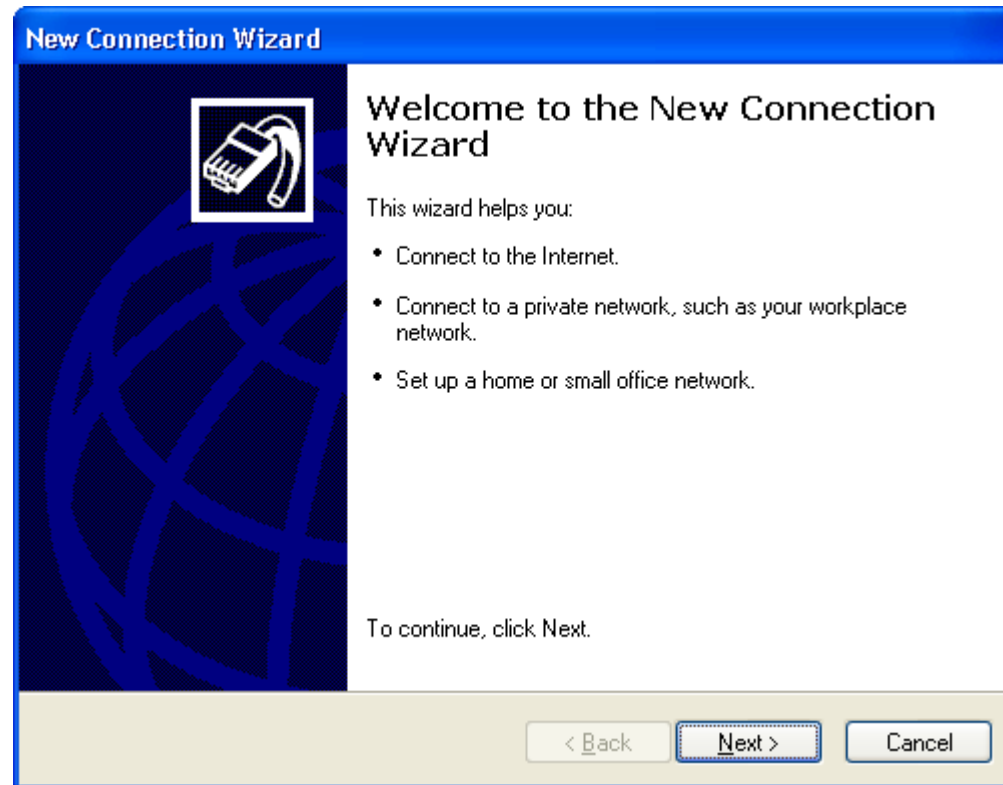 New Connection Wizard
Welcome to the New Connection
Wizard
This wizard helps you:
• Connect to the Internet.
• Connect to a private network, such as your workplace
network.
• Set up a home or small office network.
To continue, click Next.
< Back Next > Cancel